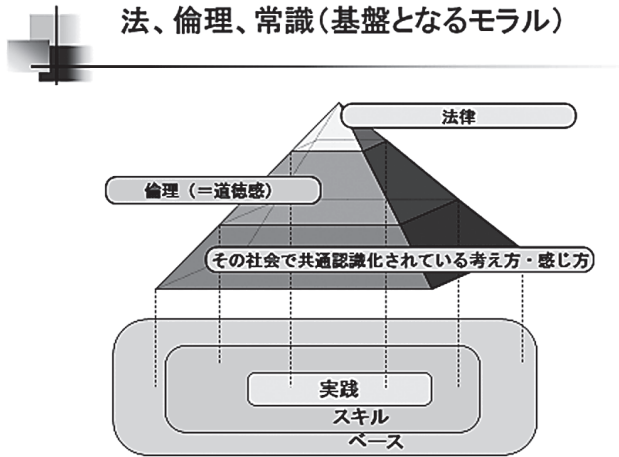 法、倫理、常識（基盤となるモラル）
法律
倫理（＝道徳感）
その社会で共通認識化されている考え方・感じ方
実践
スキル
ベース